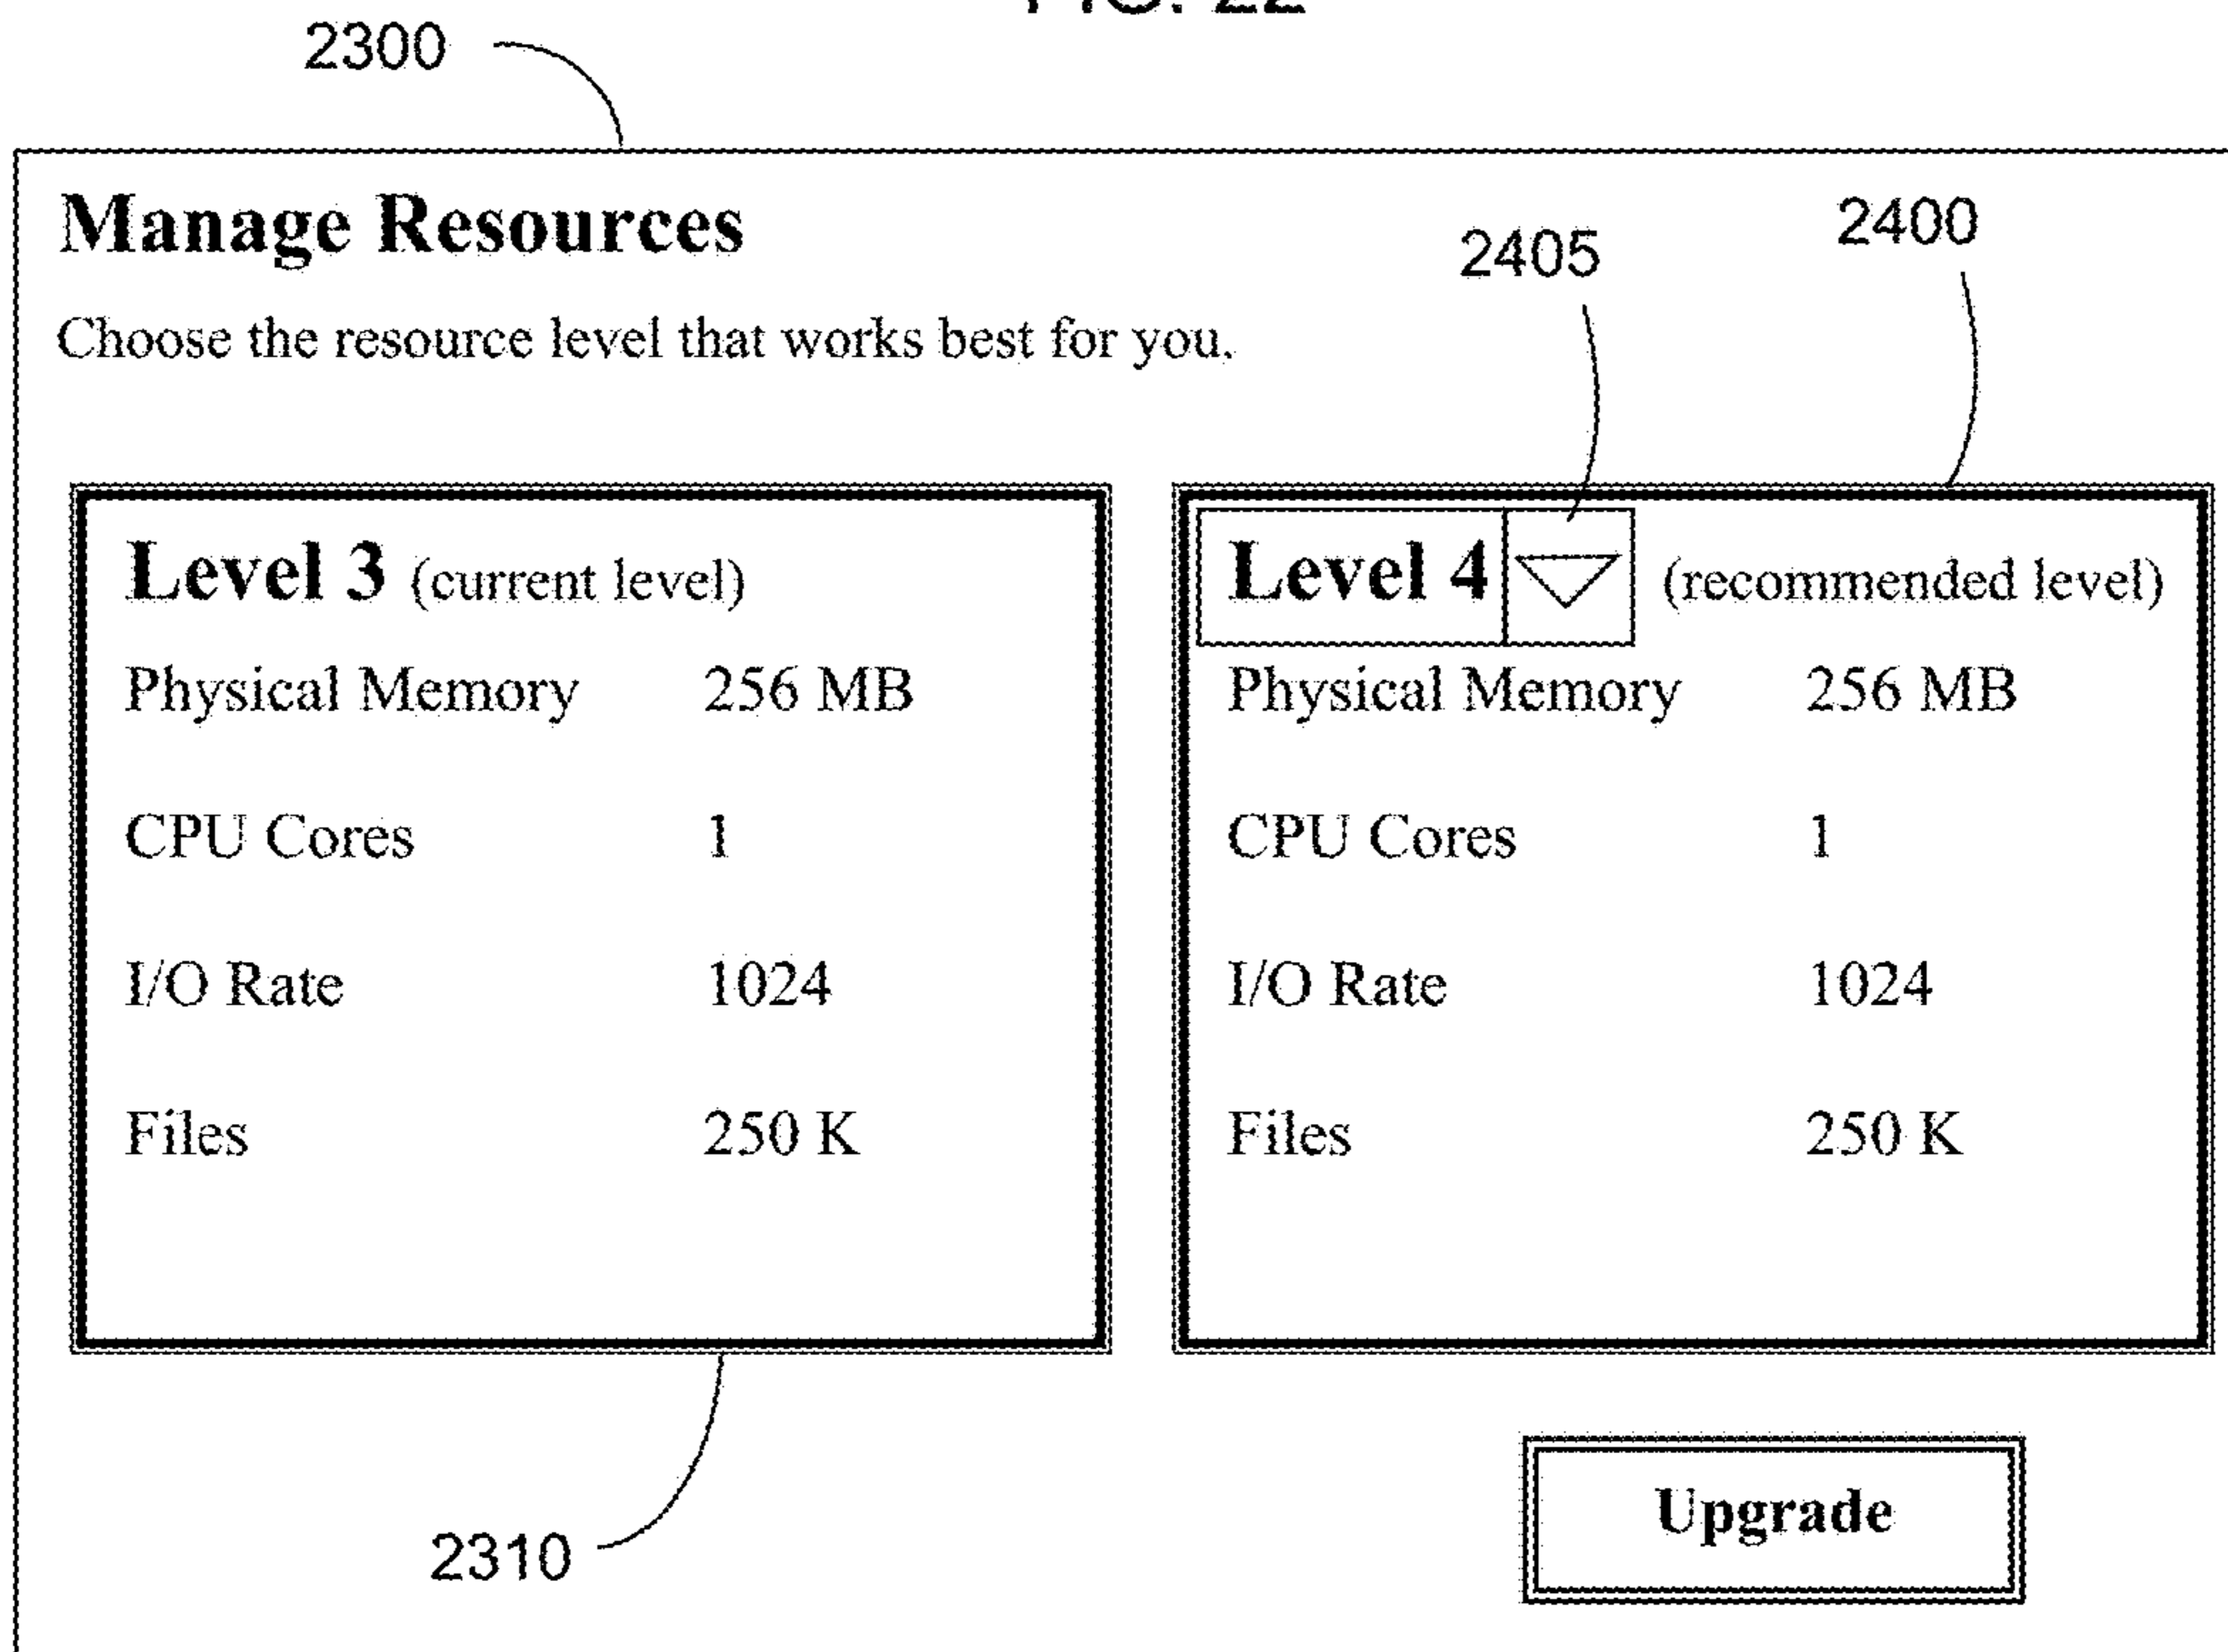 FIG. 22
2300
Manage Resources
2405
2400
Choose the resource level that works best for you.
Level 3 (current level)
Physical Memory 256 MB
CPU Cores 1
I/O Rate 1024
Files 250 K
Level 4 (recommended level)
Physical Memory 256 MB
CPU Cores 1
I/O Rate 1024
Files 250 K
2310
Upgrade